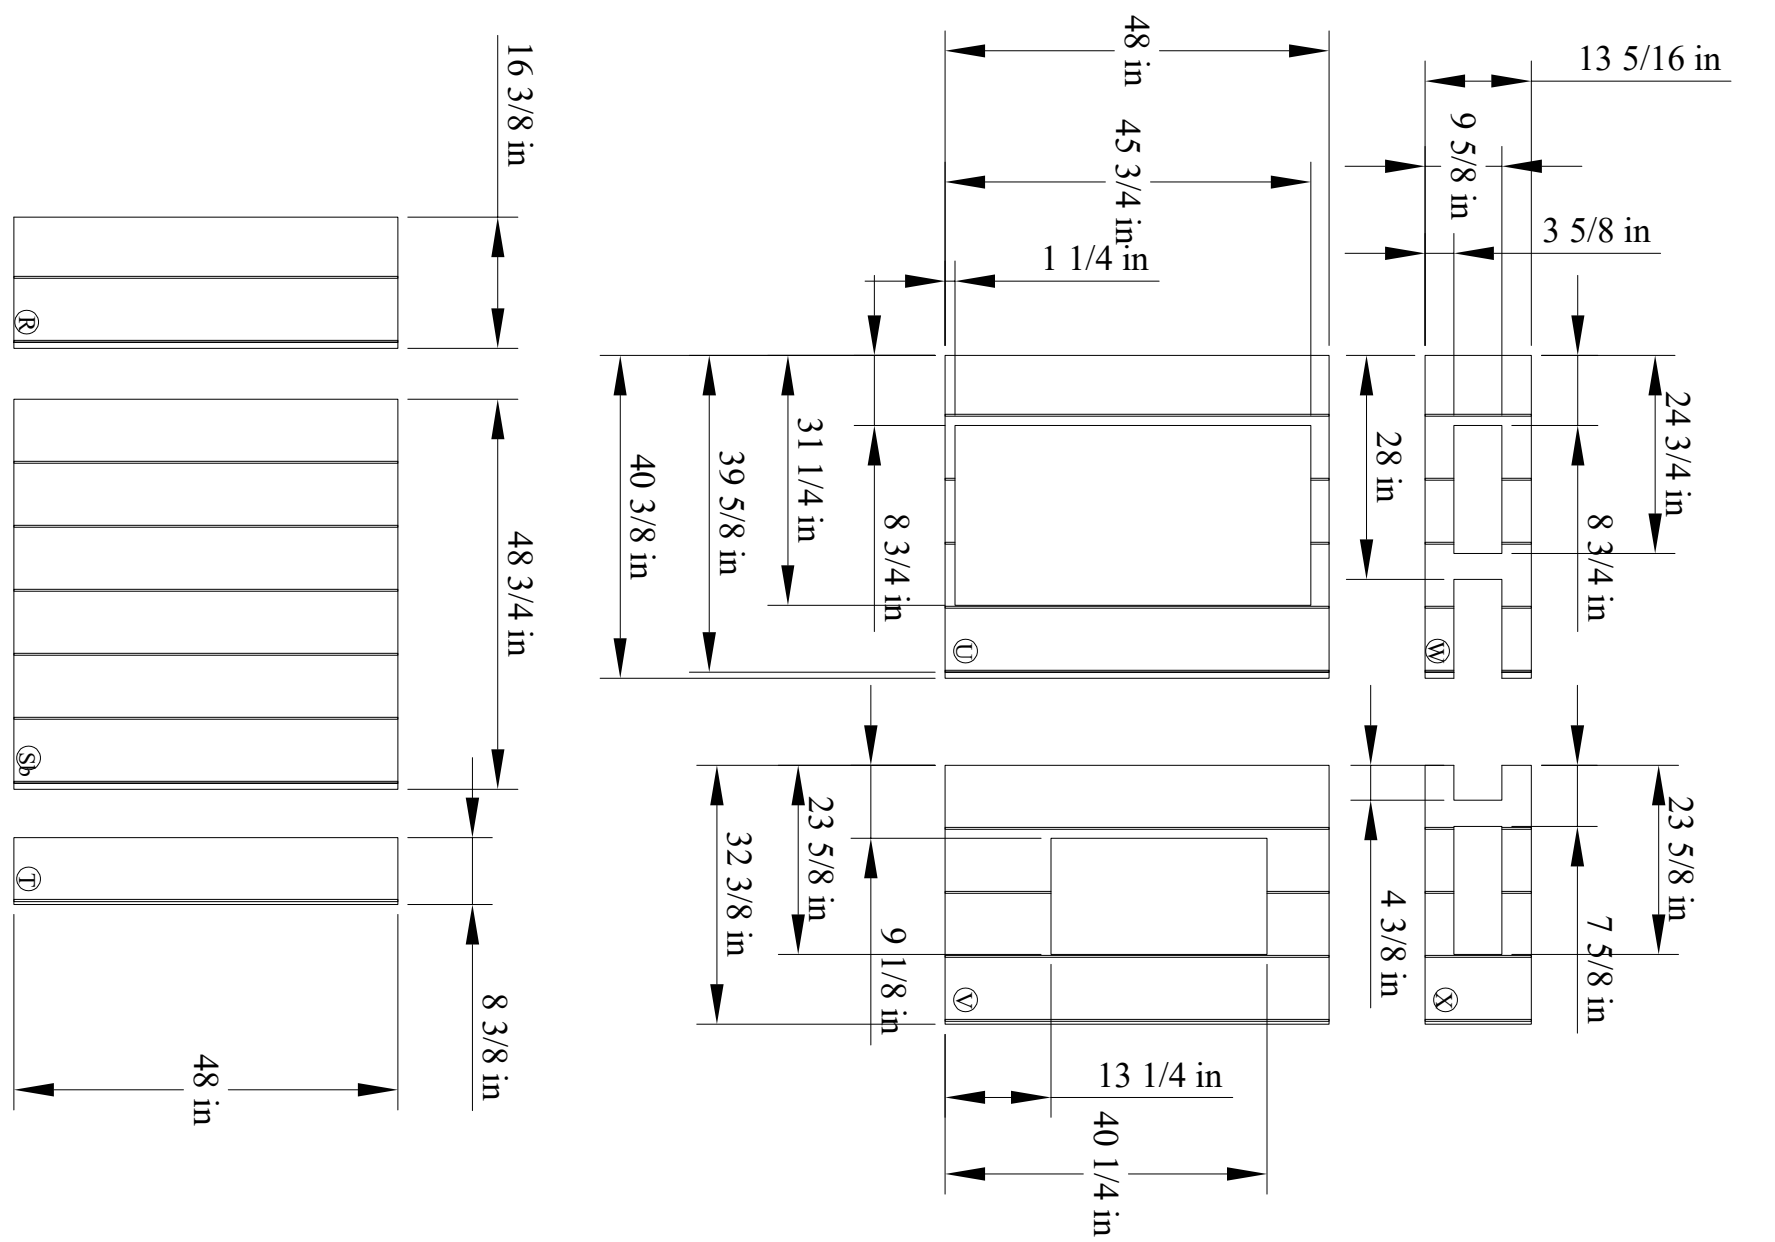 16 3/8 in
R
48 3/4 in
Sb
T
8 3/8 in
48 in
48 in
45 3/4 in
1 1/4 in
8 3/4 in
31 1/4 in
39 5/8 in
40 3/8 in
U
13 5/16 in
9 5/8 in
3 5/8 in
24 3/4 in
8 3/4 in
28 in
W
23 5/8 in
32 3/8 in
9 1/8 in
V
13 1/4 in
40 1/4 in
4 3/8 in
23 5/8 in
7 5/8 in
X